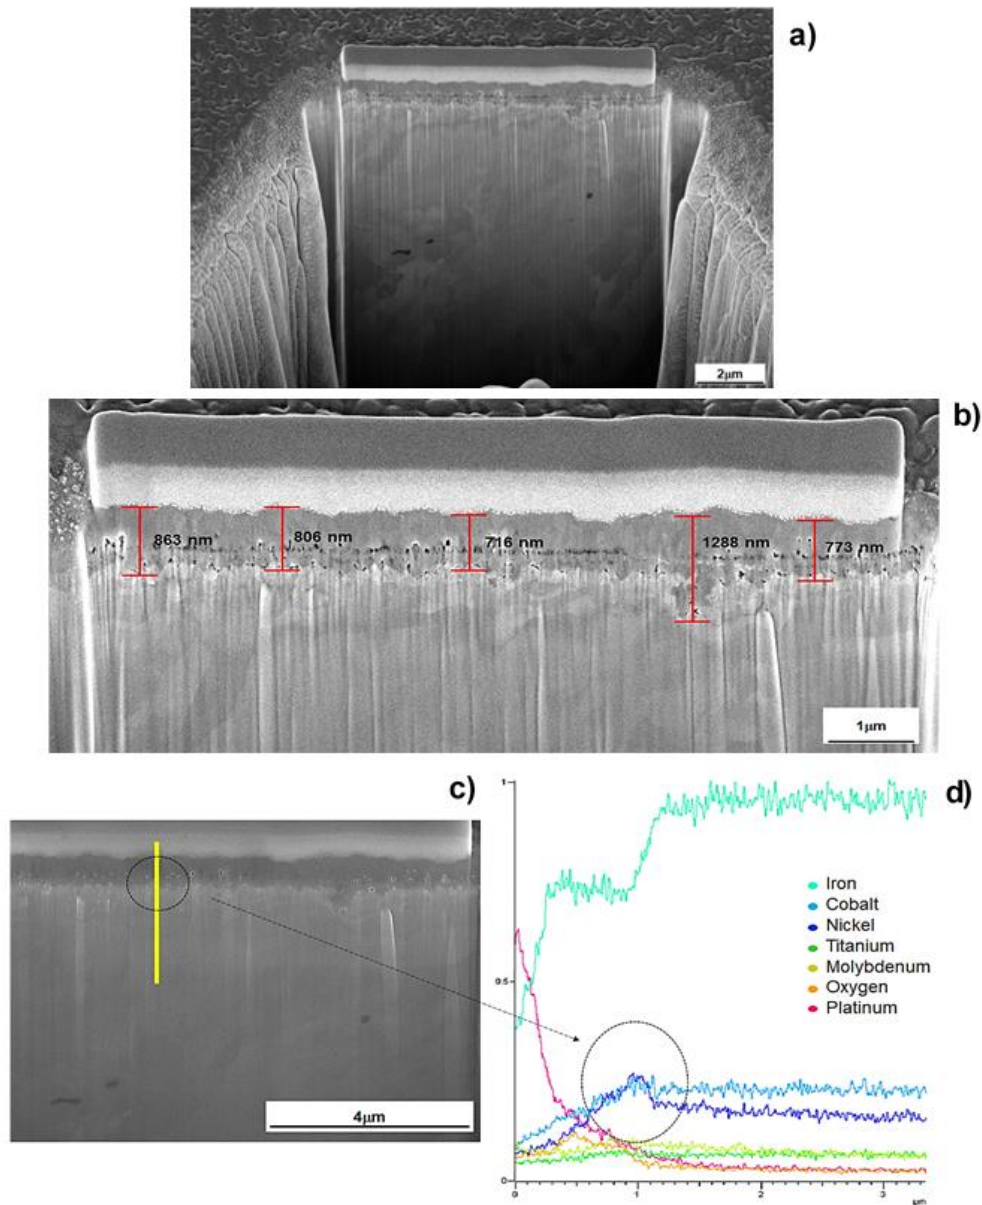 a)
2μm
b)
863 nm
806 nm
716 nm
1288 nm
773 nm
1μm
c)
4μm
d)
1
0.5
0
Iron
Cobalt
Nickel
Titanium
Molybdenum
Oxygen
Platinum
0 1 2 3
μm